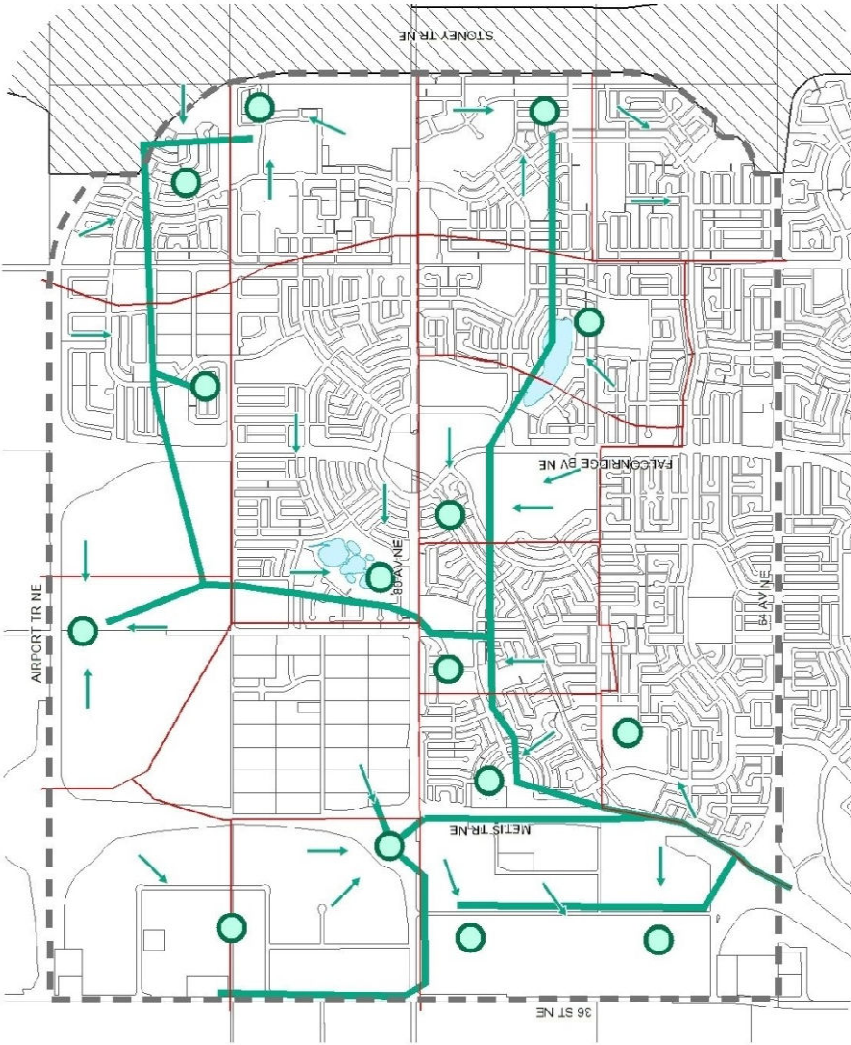 STONEY TR NE
FALCONRIDGE BV NE
80 AV NE
AIRPORT TR NE
64 AV NE
METIS TR NE
36 ST NE